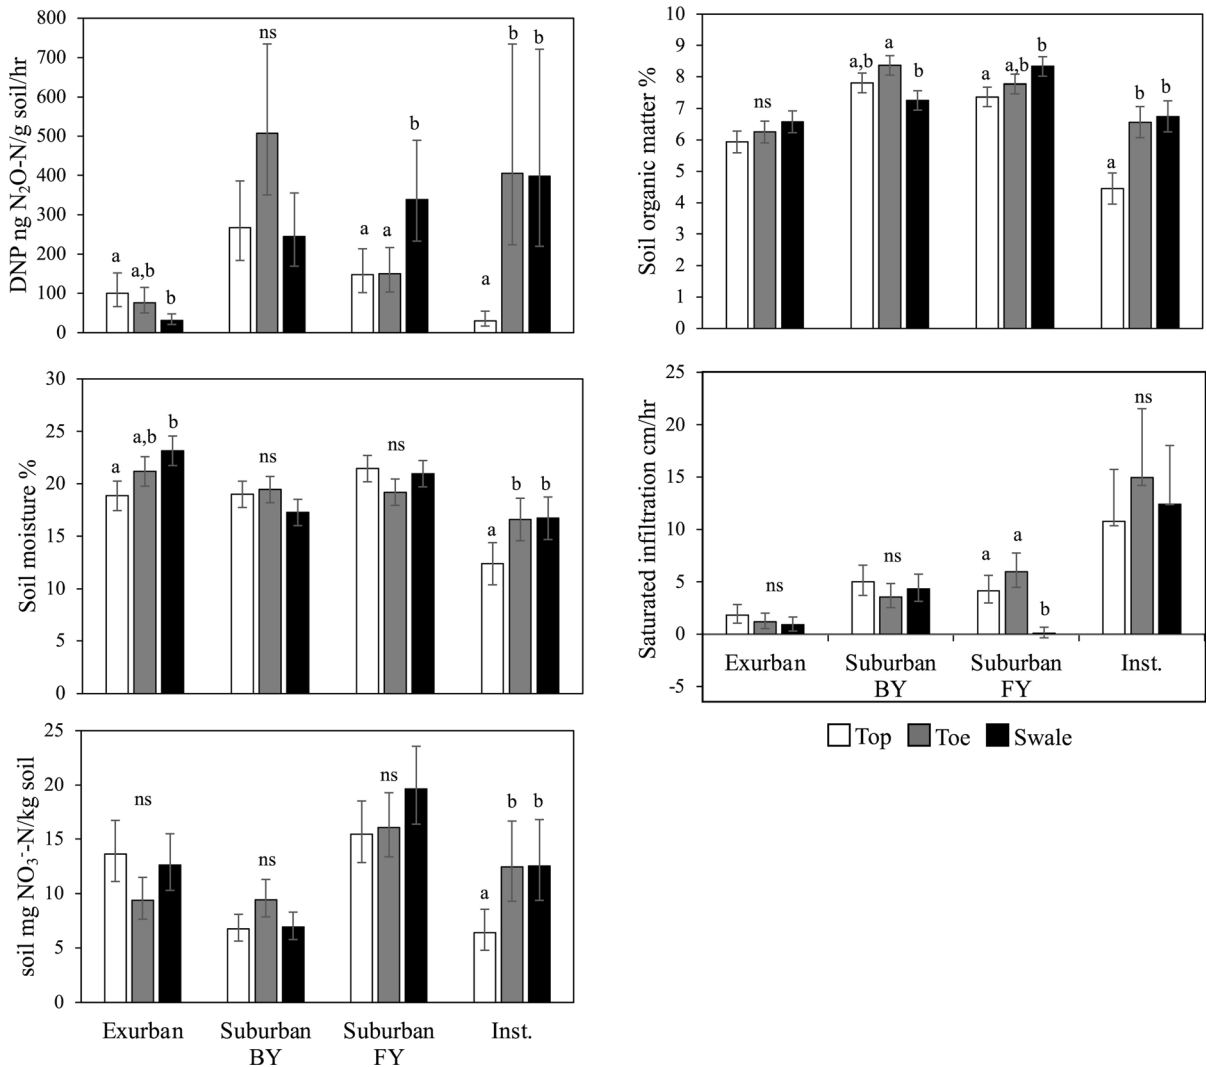 DNP ng N₂O-N/g soil/hr
800
700
600
500
400
300
200
100
0
a
a,b
b
ns
a
a
b
a
b
b
Soil organic matter %
10
9
8
7
6
5
4
3
2
1
0
ns
a,b
a
b
a
a,b
b
a
b
b
Soil moisture %
30
25
20
15
10
5
0
a
a,b
b
ns
ns
a
b
b
Saturated infiltration cm/hr
25
20
15
10
5
0
-5
ns
ns
a
a
b
ns
Exurban
Suburban
BY
Suburban
FY
Inst.
Top
Toe
Swale
soil mg NO₃⁻-N/kg soil
25
20
15
10
5
0
ns
ns
ns
a
b
b
Exurban
Suburban
BY
Suburban
FY
Inst.